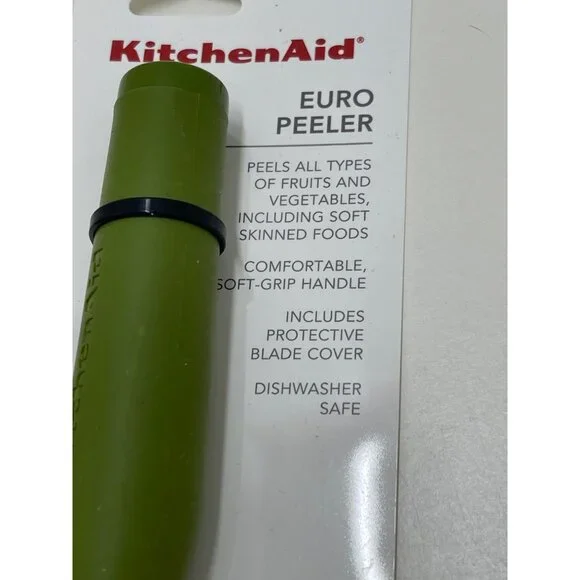 KitchenAid®
EURO
PEELER
PEELS ALL TYPES
OF FRUITS AND
VEGETABLES,
INCLUDING SOFT
SKINNED FOODS
COMFORTABLE,
SOFT-GRIP HANDLE
INCLUDES
PROTECTIVE
BLADE COVER
DISHWASHER
SAFE